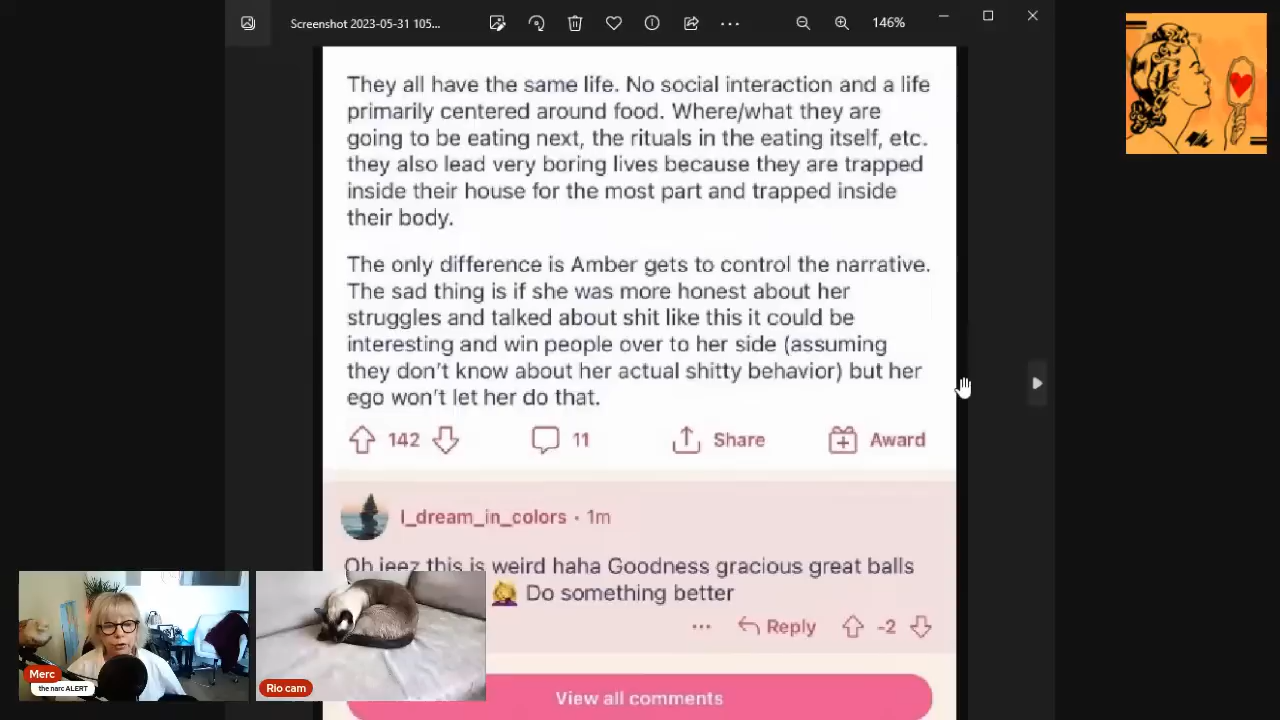 Screenshot 2023-05-31 105...
146%
They all have the same life. No social interaction and a life
primarily centered around food. Where/what they are
going to be eating next, the rituals in the eating itself, etc.
they also lead very boring lives because they are trapped
inside their house for the most part and trapped inside
their body.
The only difference is Amber gets to control the narrative.
The sad thing is if she was more honest about her
struggles and talked about shit like this it could be
interesting and win people over to her side (assuming
they don't know about her actual shitty behavior) but her
ego won't let her do that.
142
11
Share
Award
I_dream_in_colors · 1m
Oh jeez this is weird haha Goodness gracious great balls
Do something better
... Reply -2
View all comments
Merc
the narc ALERT
Rio cam